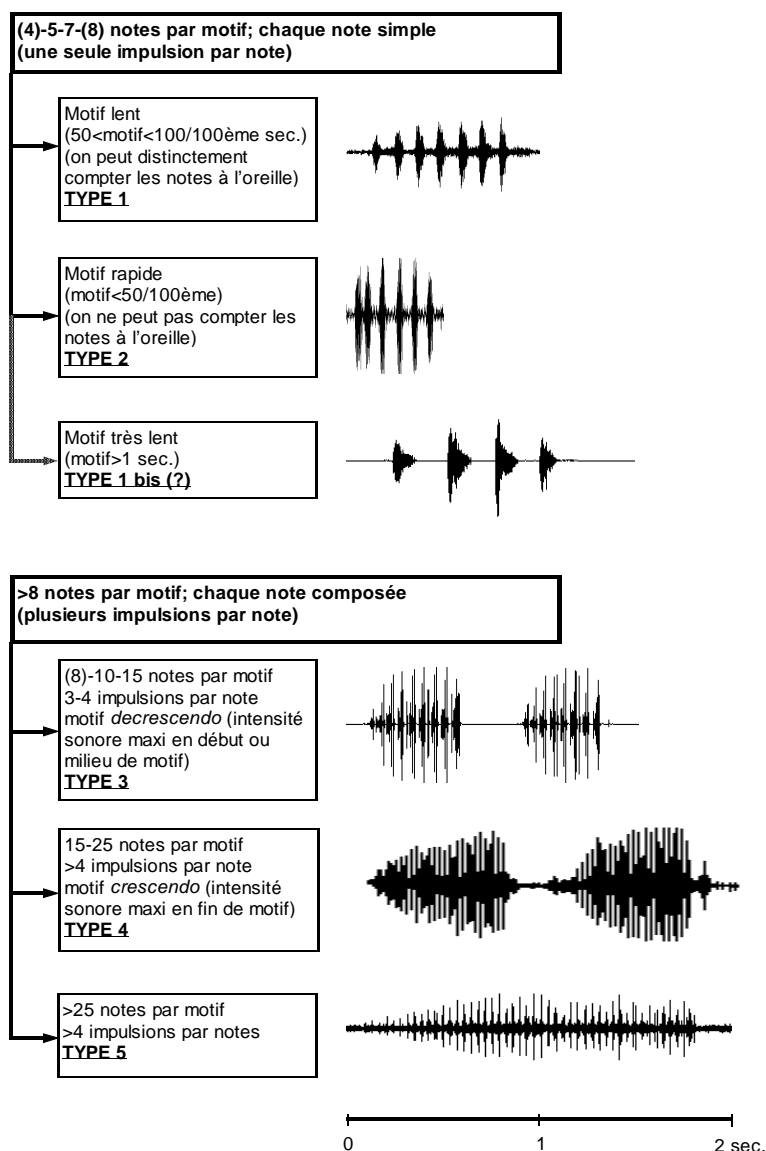 (4)-5-7-(8) notes par motif; chaque note simple
(une seule impulsion par note)
Motif lent
(50<motif<100/100ème sec.)
(on peut distinctement
compter les notes à l'oreille)
TYPE 1
Motif rapide
(motif<50/100ème)
(on ne peut pas compter les
notes à l'oreille)
TYPE 2
Motif très lent
(motif>1 sec.)
TYPE 1 bis (?)
>8 notes par motif; chaque note composée
(plusieurs impulsions par note)
(8)-10-15 notes par motif
3-4 impulsions par note
motif decrescendo (intensité
sonore maxi en début ou
milieu de motif)
TYPE 3
15-25 notes par motif
>4 impulsions par note
motif crescendo (intensité
sonore maxi en fin de motif)
TYPE 4
>25 notes par motif
>4 impulsions par notes
TYPE 5
0 1 2 sec.